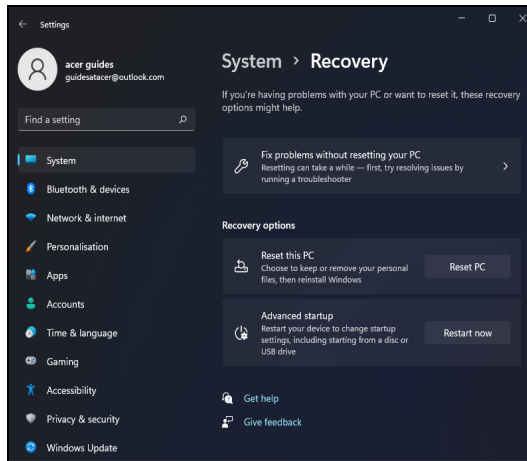 Settings
acer guides
guidesatacer@outlook.com
Find a setting
System
Bluetooth & devices
Network & internet
Personalisation
Apps
Accounts
Time & language
Gaming
Accessibility
Privacy & security
Windows Update
System > Recovery
If you're having problems with your PC or want to reset it, these recovery
options might help.
Fix problems without resetting your PC
Resetting can take a while — first, try resolving issues by
running a troubleshooter
Recovery options
Reset this PC
Choose to keep or remove your personal
files, then reinstall Windows
Reset PC
Advanced startup
Restart your device to change startup
settings, including starting from a disc or
USB drive
Restart now
Get help
Give feedback